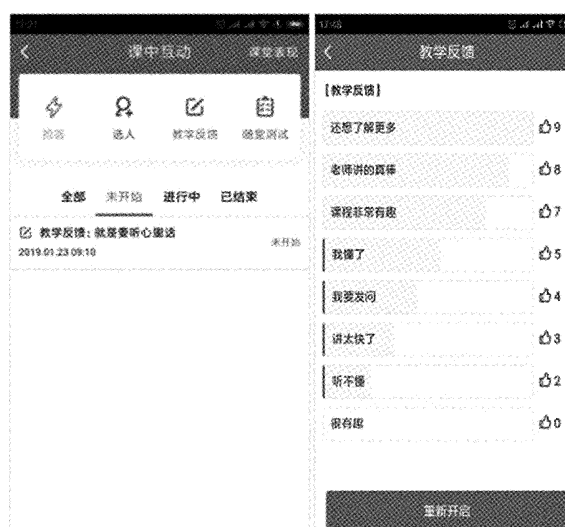 课中互动 课堂表现
抢答 选人 教学反馈 随堂测试
全部 未开始 进行中 已结束
教学反馈：就是要听心里话 未开始
2019.01.23 09:10
教学反馈
【教学反馈】
还想了解更多 9
老师讲的真棒 8
课程非常有趣 7
我懂了 5
我要发问 4
讲太快了 3
听不懂 2
很有趣 0
重新开启